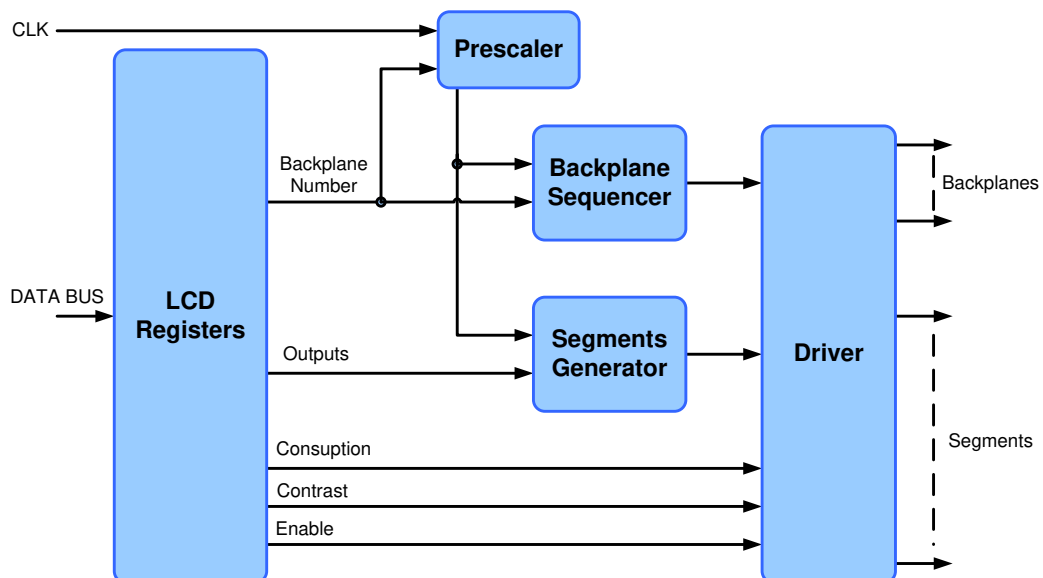 CLK
Prescaler
Backplane
Number
Backplane
Sequencer
Backplanes
DATA BUS
LCD
Registers
Outputs
Segments
Generator
Driver
Consuption
Contrast
Enable
Segments